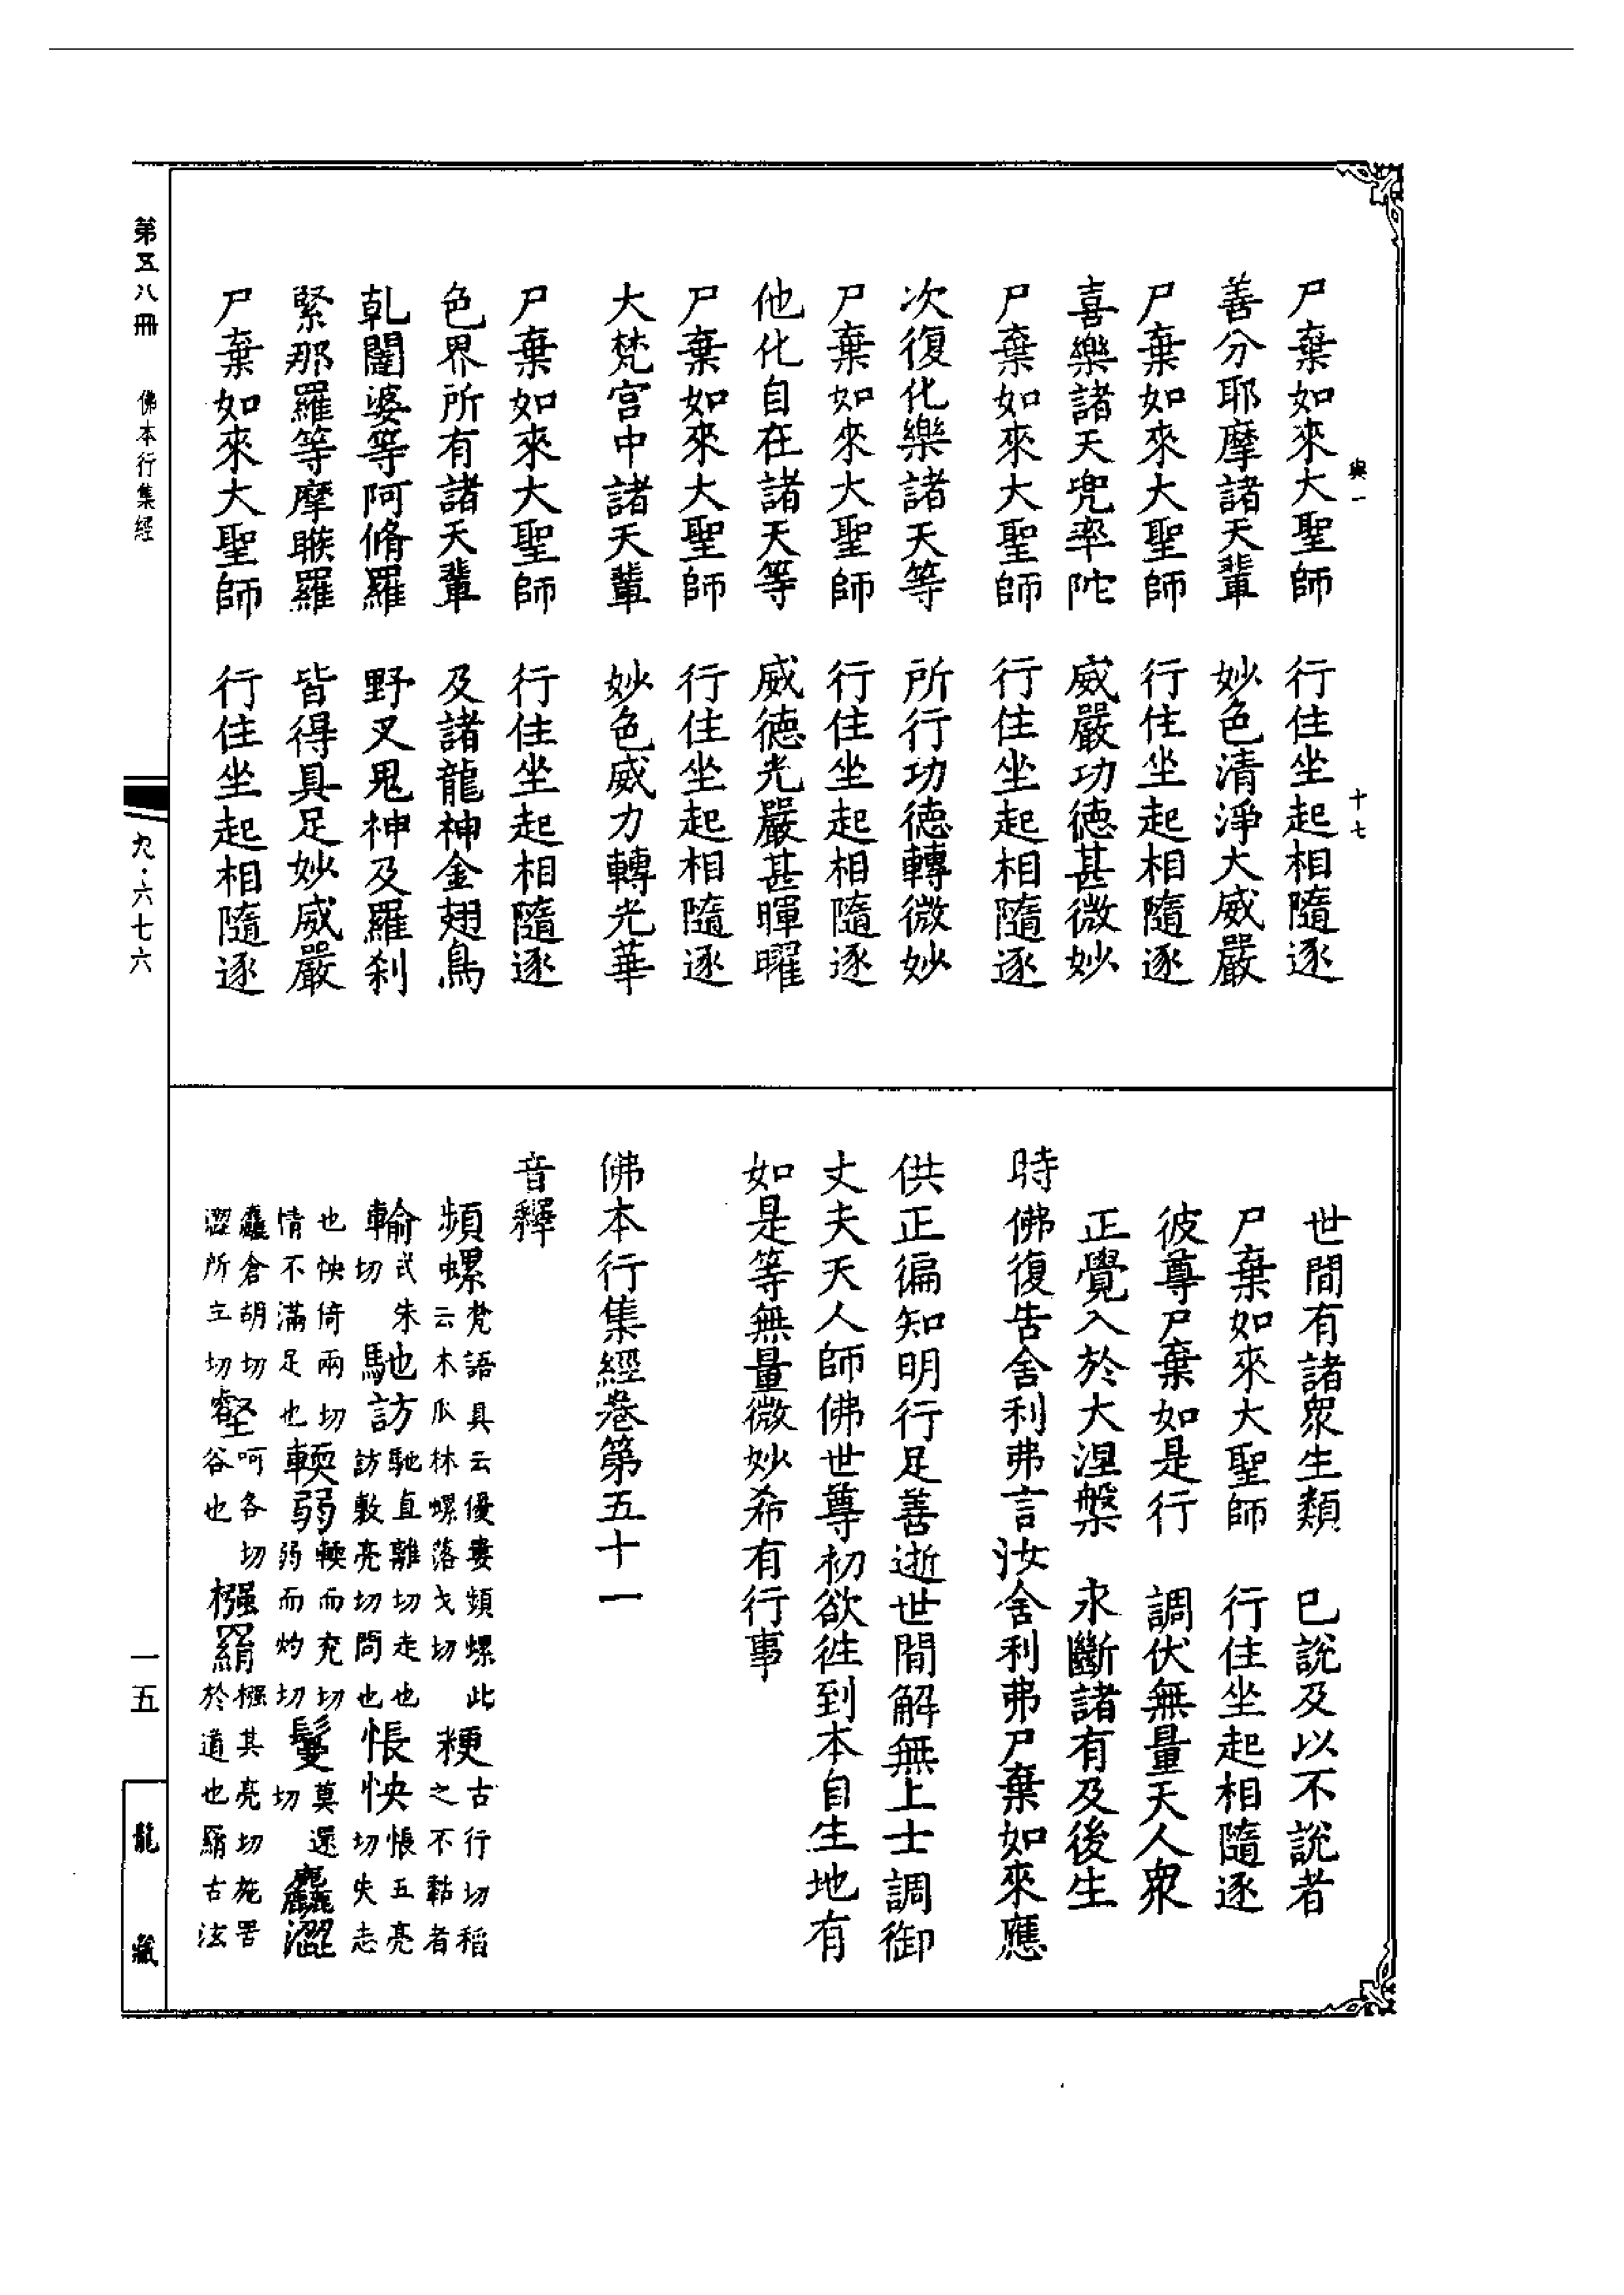 與一
十七
尸棄如來大聖師　行住坐起相隨逐
善分耶摩諸天輩　妙色清淨大威嚴
尸棄如來大聖師　行住坐起相隨逐
喜樂諸天兜率陀　威嚴功德甚微妙
尸棄如來大聖師　行住坐起相隨逐
次復化樂諸天等　所行功德轉微妙
尸棄如來大聖師　行住坐起相隨逐
他化自在諸天等　威德光嚴甚暉曜
尸棄如來大聖師　行住坐起相隨逐
大梵宮中諸天輩　妙色威力轉光華
尸棄如來大聖師　行住坐起相隨逐
色界所有諸天輩　及諸龍神金翅鳥
乹闥婆等阿脩羅　野叉鬼神及羅刹
緊那羅等摩睺羅　皆得具足妙威嚴
尸棄如來大聖師　行住坐起相隨逐
世間有諸眾生類　已說及以不說者
尸棄如來大聖師　行住坐起相隨逐
彼尊尸棄如是行　調伏無量天人眾
正覺入於大涅槃　永斷諸有及後生
時佛復告舍利弗言汝舍利弗尸棄如來應
供正徧知明行足善逝世間解無上士調御
丈夫天人師佛世尊初欲徃到本自生地有
如是等無量微妙希有行事
佛本行集經卷第五十一
音釋
頻螺梵語具云優婁頻螺此云木瓜林螺落戈切　粳古行切稻之不黏者
輸式朱切　馳訪馳直離切走也訪敷亮切問也　悵怏悵五亮切失志
也怏倚兩切情不滿足也　輭弱輭而兗切弱而灼切　鬘莫還切　麤澀
麤倉胡切澀所立切　壑呵各切谷也　摾羂摾其亮切施罟於道也羂古泫
第五八冊　佛本行集經
九·六七六
一五
龍藏